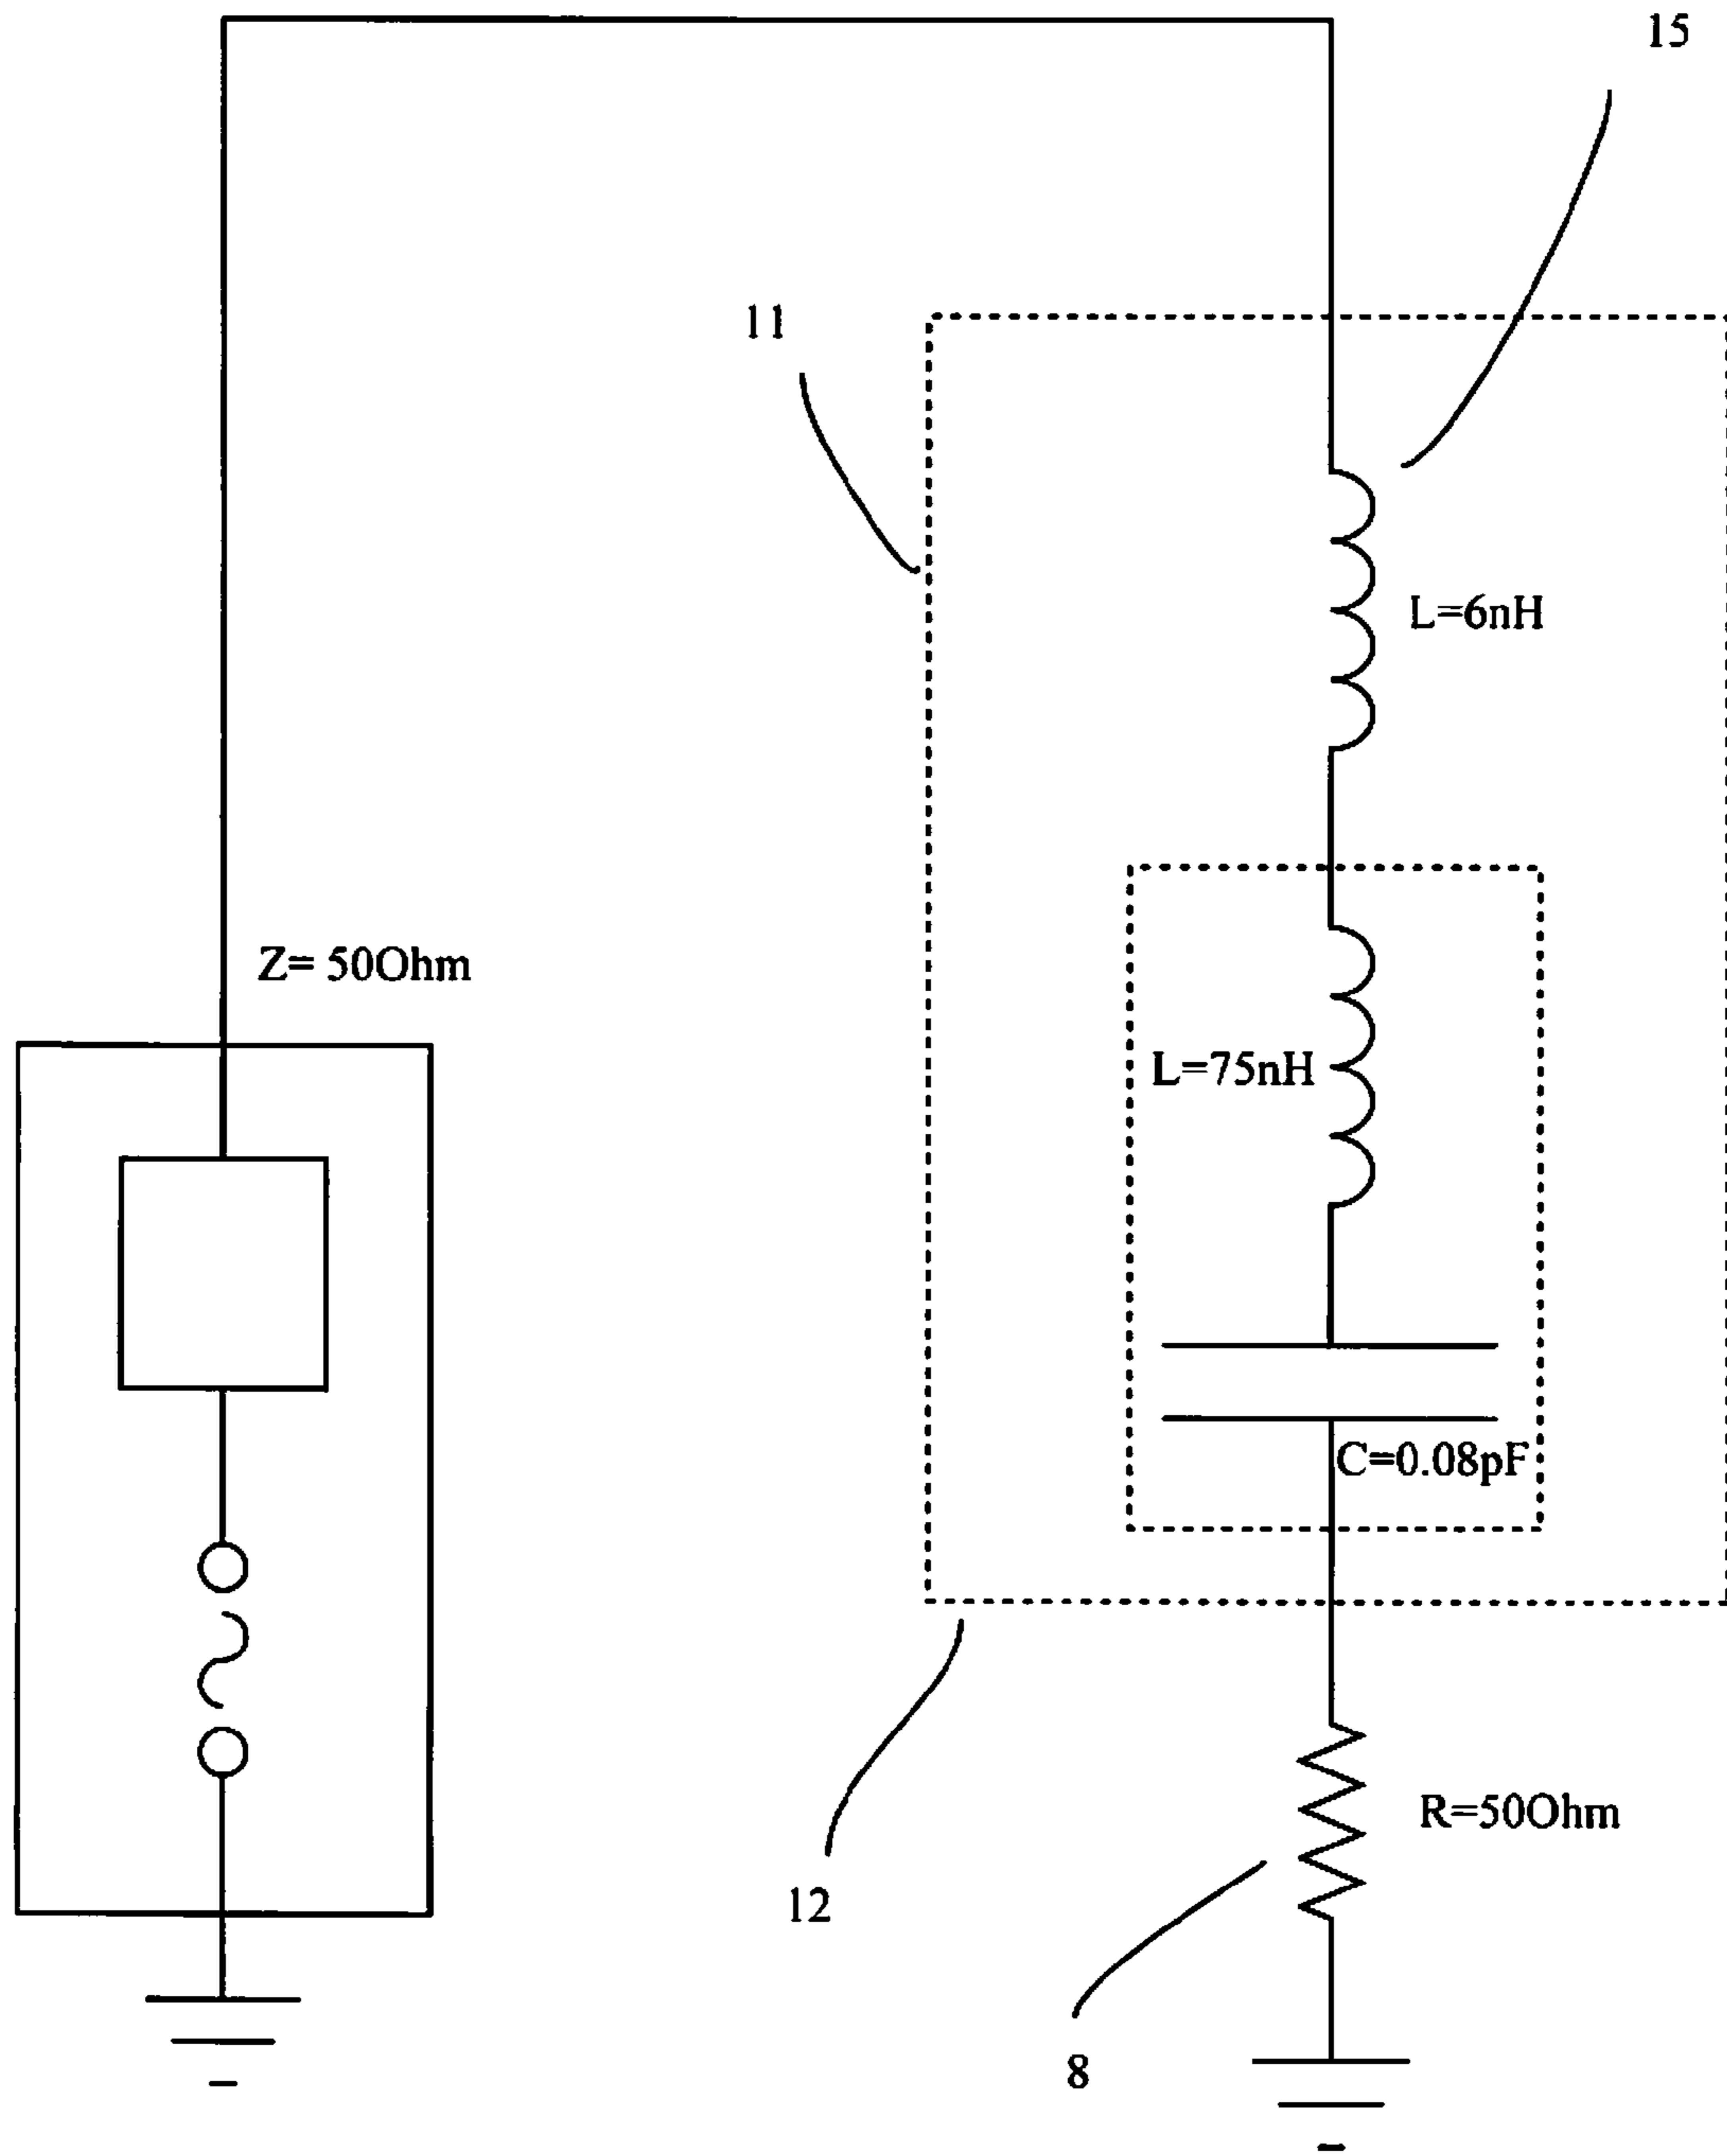 15
11
L=6nH
Z= 50Ohm
L=75nH
C=0.08pF
R=50Ohm
12
8